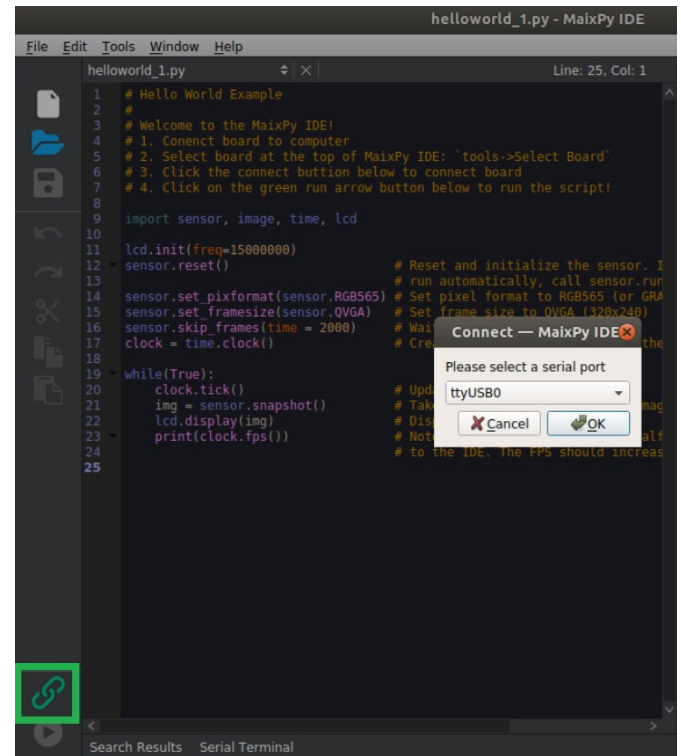 helloworld_1.py - MaixPy IDE
File Edit Tools Window Help
helloworld_1.py Line: 25, Col: 1
1 # Hello World Example
2 #
3 # Welcome to the MaixPy IDE!
4 # 1. Conenct board to computer
5 # 2. Select board at the top of MaixPy IDE: `tools->Select Board`
6 # 3. Click the connect buttion below to connect board
7 # 4. Click on the green run arrow button below to run the script!
8
9 import sensor, image, time, lcd
10
11 lcd.init(freq=15000000)
12 sensor.reset() # Reset and initialize the sensor. I
13 # run automatically, call sensor.run
14 sensor.set_pixformat(sensor.RGB565) # Set pixel format to RGB565 (or GRA
15 sensor.set_framesize(sensor.QVGA) # Set frame size to QVGA (320x240)
16 sensor.skip_frames(time = 2000) # Wai
17 clock = time.clock() # Cre the
18
19 while(True):
20 clock.tick() # Upd
21 img = sensor.snapshot() # Tak mag
22 lcd.display(img) # Dis
23 print(clock.fps()) # Not alf
24 # to the IDE. The FPS should increas
25
Connect — MaixPy IDE
Please select a serial port
ttyUSB0
Cancel OK
Search Results Serial Terminal